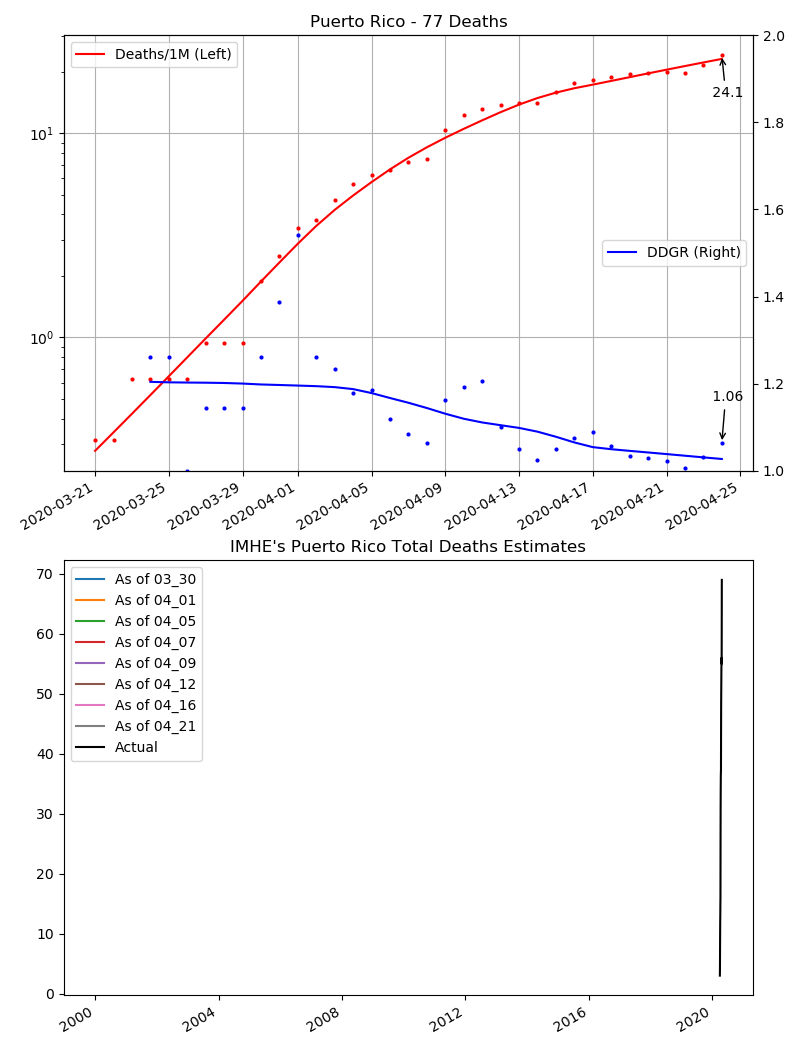 Puerto Rico - 77 Deaths
Deaths/1M (Left)
DDGR (Right)
24.1
1.06
10^1
10^0
2.0
1.8
1.6
1.4
1.2
1.0
2020-03-21
2020-03-25
2020-03-29
2020-04-01
2020-04-05
2020-04-09
2020-04-13
2020-04-17
2020-04-21
2020-04-25
IMHE's Puerto Rico Total Deaths Estimates
As of 03_30
As of 04_01
As of 04_05
As of 04_07
As of 04_09
As of 04_12
As of 04_16
As of 04_21
Actual
70
60
50
40
30
20
10
0
2000
2004
2008
2012
2016
2020